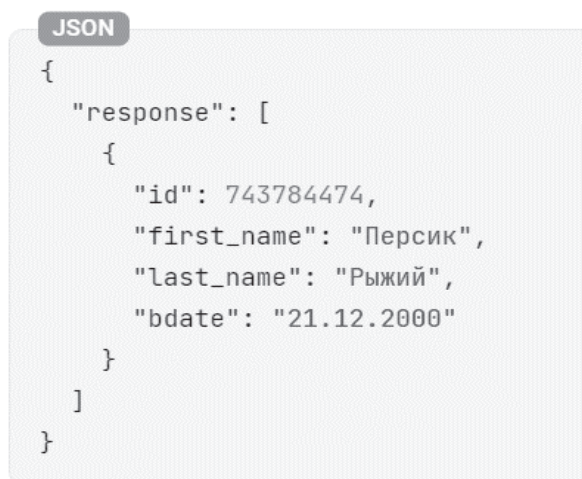 JSON
{
  "response": [
    {
      "id": 743784474,
      "first_name": "Персик",
      "last_name": "Рыжий",
      "bdate": "21.12.2000"
    }
  ]
}